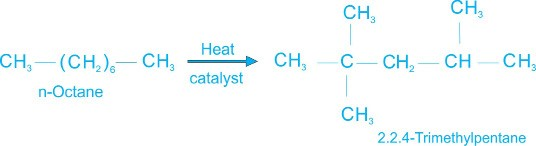 CH₃ CH₃
CH₃—(CH₂)₆—CH₃ Heat catalyst CH₃—C—CH₂—CH—CH₃
n-Octane
CH₃
2.2.4-Trimethylpentane